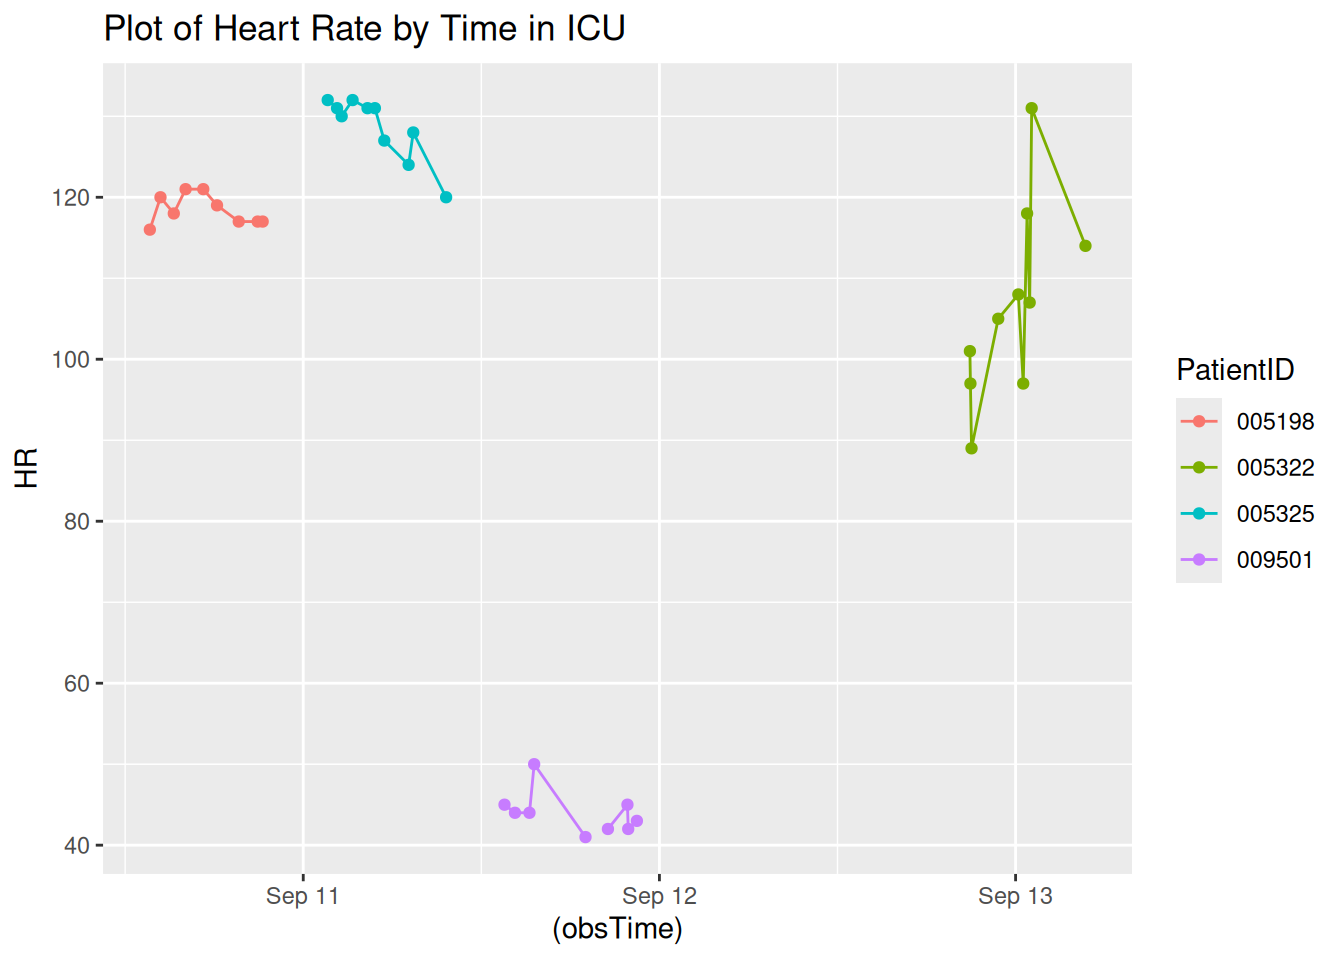 Plot of Heart Rate by Time in ICU
120
100
80
60
40
HR
Sep 11
Sep 12
Sep 13
(obsTime)
PatientID
005198
005322
005325
009501